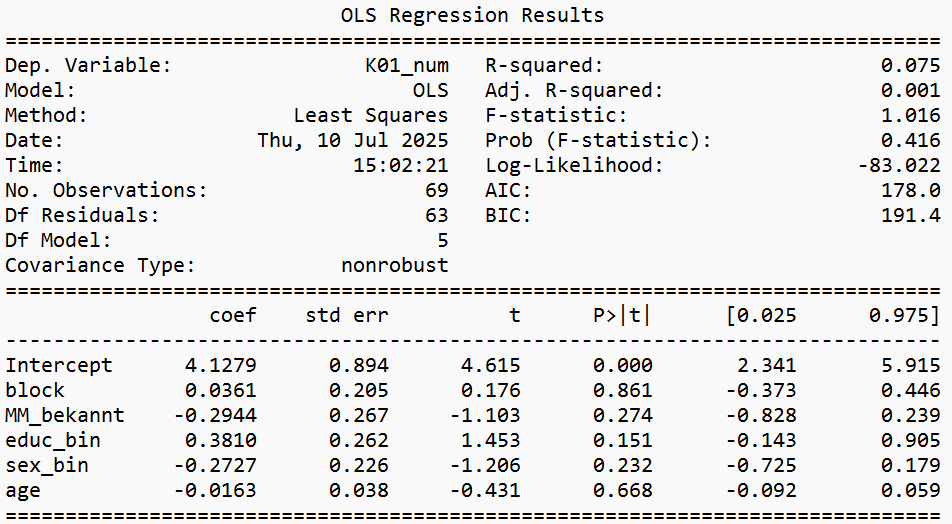 OLS Regression Results
==============================================================================
Dep. Variable: K01_num R-squared: 0.075
Model: OLS Adj. R-squared: 0.001
Method: Least Squares F-statistic: 1.016
Date: Thu, 10 Jul 2025 Prob (F-statistic): 0.416
Time: 15:02:21 Log-Likelihood: -83.022
No. Observations: 69 AIC: 178.0
Df Residuals: 63 BIC: 191.4
Df Model: 5
Covariance Type: nonrobust
==============================================================================
coef std err t P>|t| [0.025 0.975]
------------------------------------------------------------------------------
Intercept 4.1279 0.894 4.615 0.000 2.341 5.915
block 0.0361 0.205 0.176 0.861 -0.373 0.446
MM_bekannt -0.2944 0.267 -1.103 0.274 -0.828 0.239
educ_bin 0.3810 0.262 1.453 0.151 -0.143 0.905
sex_bin -0.2727 0.226 -1.206 0.232 -0.725 0.179
age -0.0163 0.038 -0.431 0.668 -0.092 0.059
==============================================================================